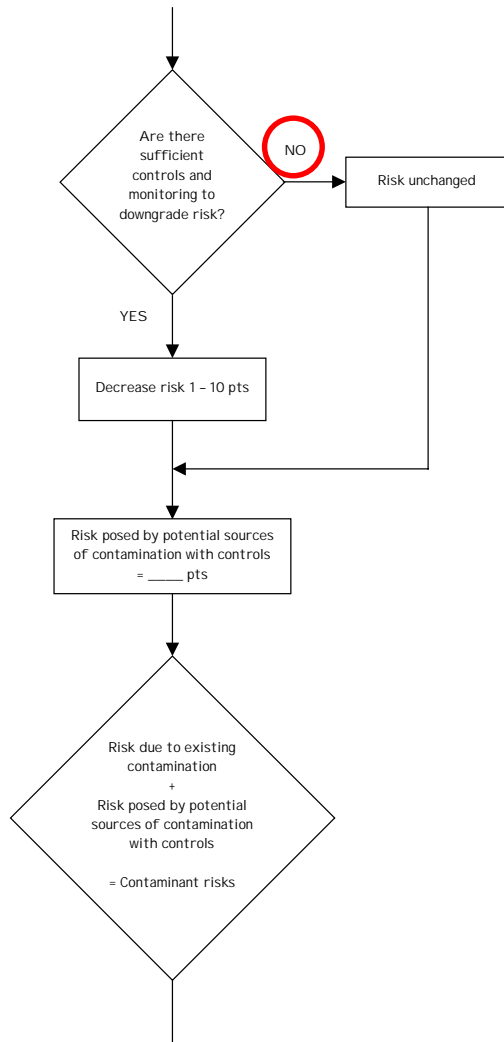 Are there
sufficient
controls and
monitoring to
downgrade risk?
NO
Risk unchanged
YES
Decrease risk 1 – 10 pts
Risk posed by potential sources
of contamination with controls
= _____ pts
Risk due to existing
contamination
+
Risk posed by potential
sources of contamination
with controls
= Contaminant risks